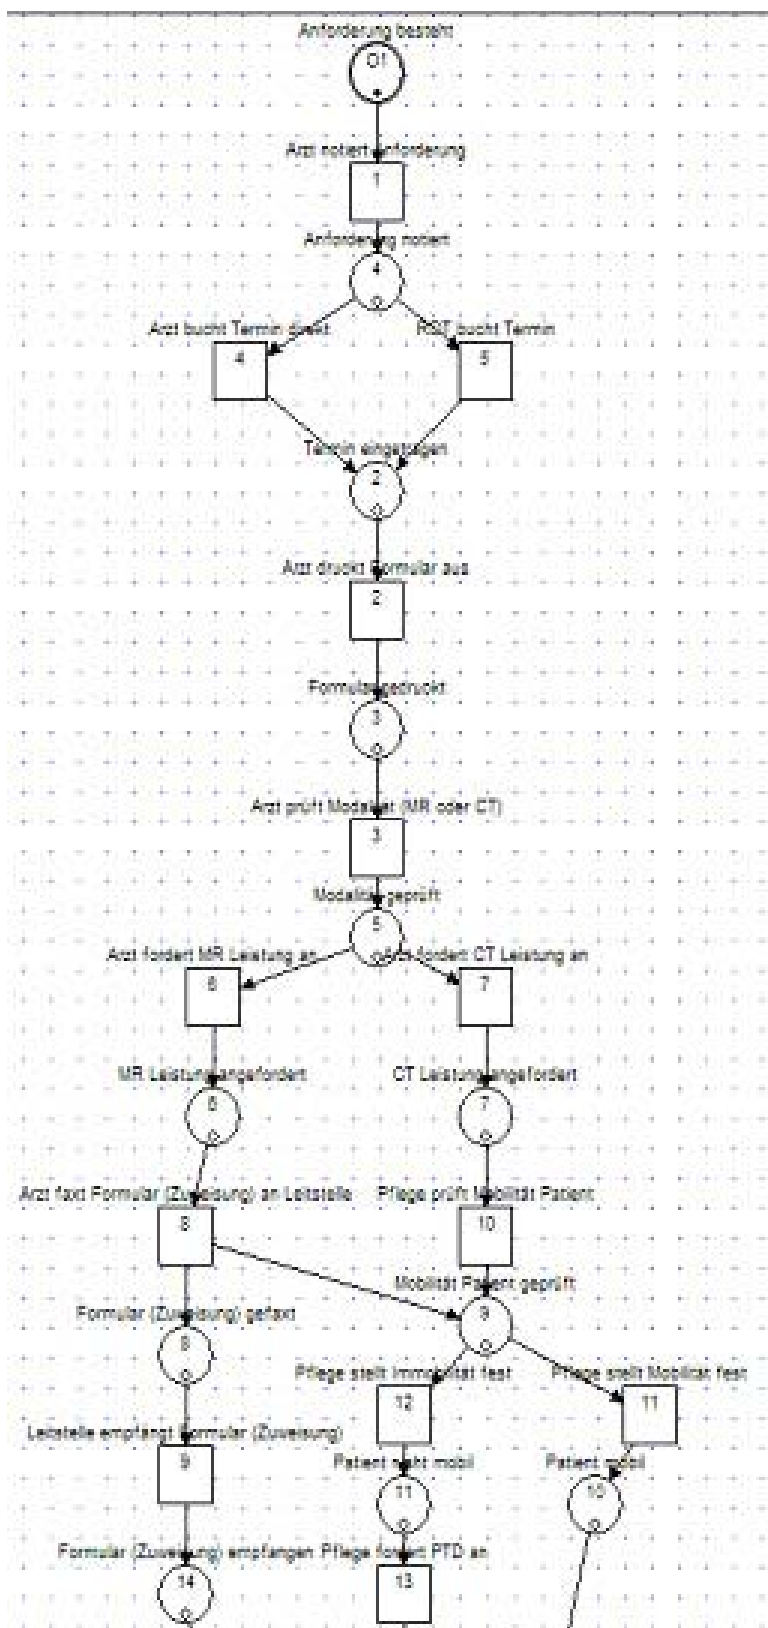 Anforderung besteht
01
Arzt notiert Anforderung
1
Anforderung notiert
4
Arzt bucht Termin direkt
bucht Termin
4
5
Termin eingetragen
2
Arzt druckt Formular aus
2
Formular gedruckt
3
Arzt prüft Modalität (MR oder CT)
3
Modalität geprüft
5
Arzt fordert MR Leistung an
Arzt fordert CT Leistung an
6
7
MR Leistung angefordert
CT Leistung angefordert
6
7
Arzt faxt Formular (Zuweisung) an Leitstelle
Pflege prüft Mobilität Patient
8
10
Mobilität Patient geprüft
9
Formular (Zuweisung) gefaxt
8
Pflege stellt Immobilität fest
Pflege stellt Mobilität fest
12
11
Leitstelle empfängt Formular (Zuweisung)
9
Patient nicht mobil
Patient mobil
11
10
Formular (Zuweisung) empfangen
Pflege fordert PTD an
14
13